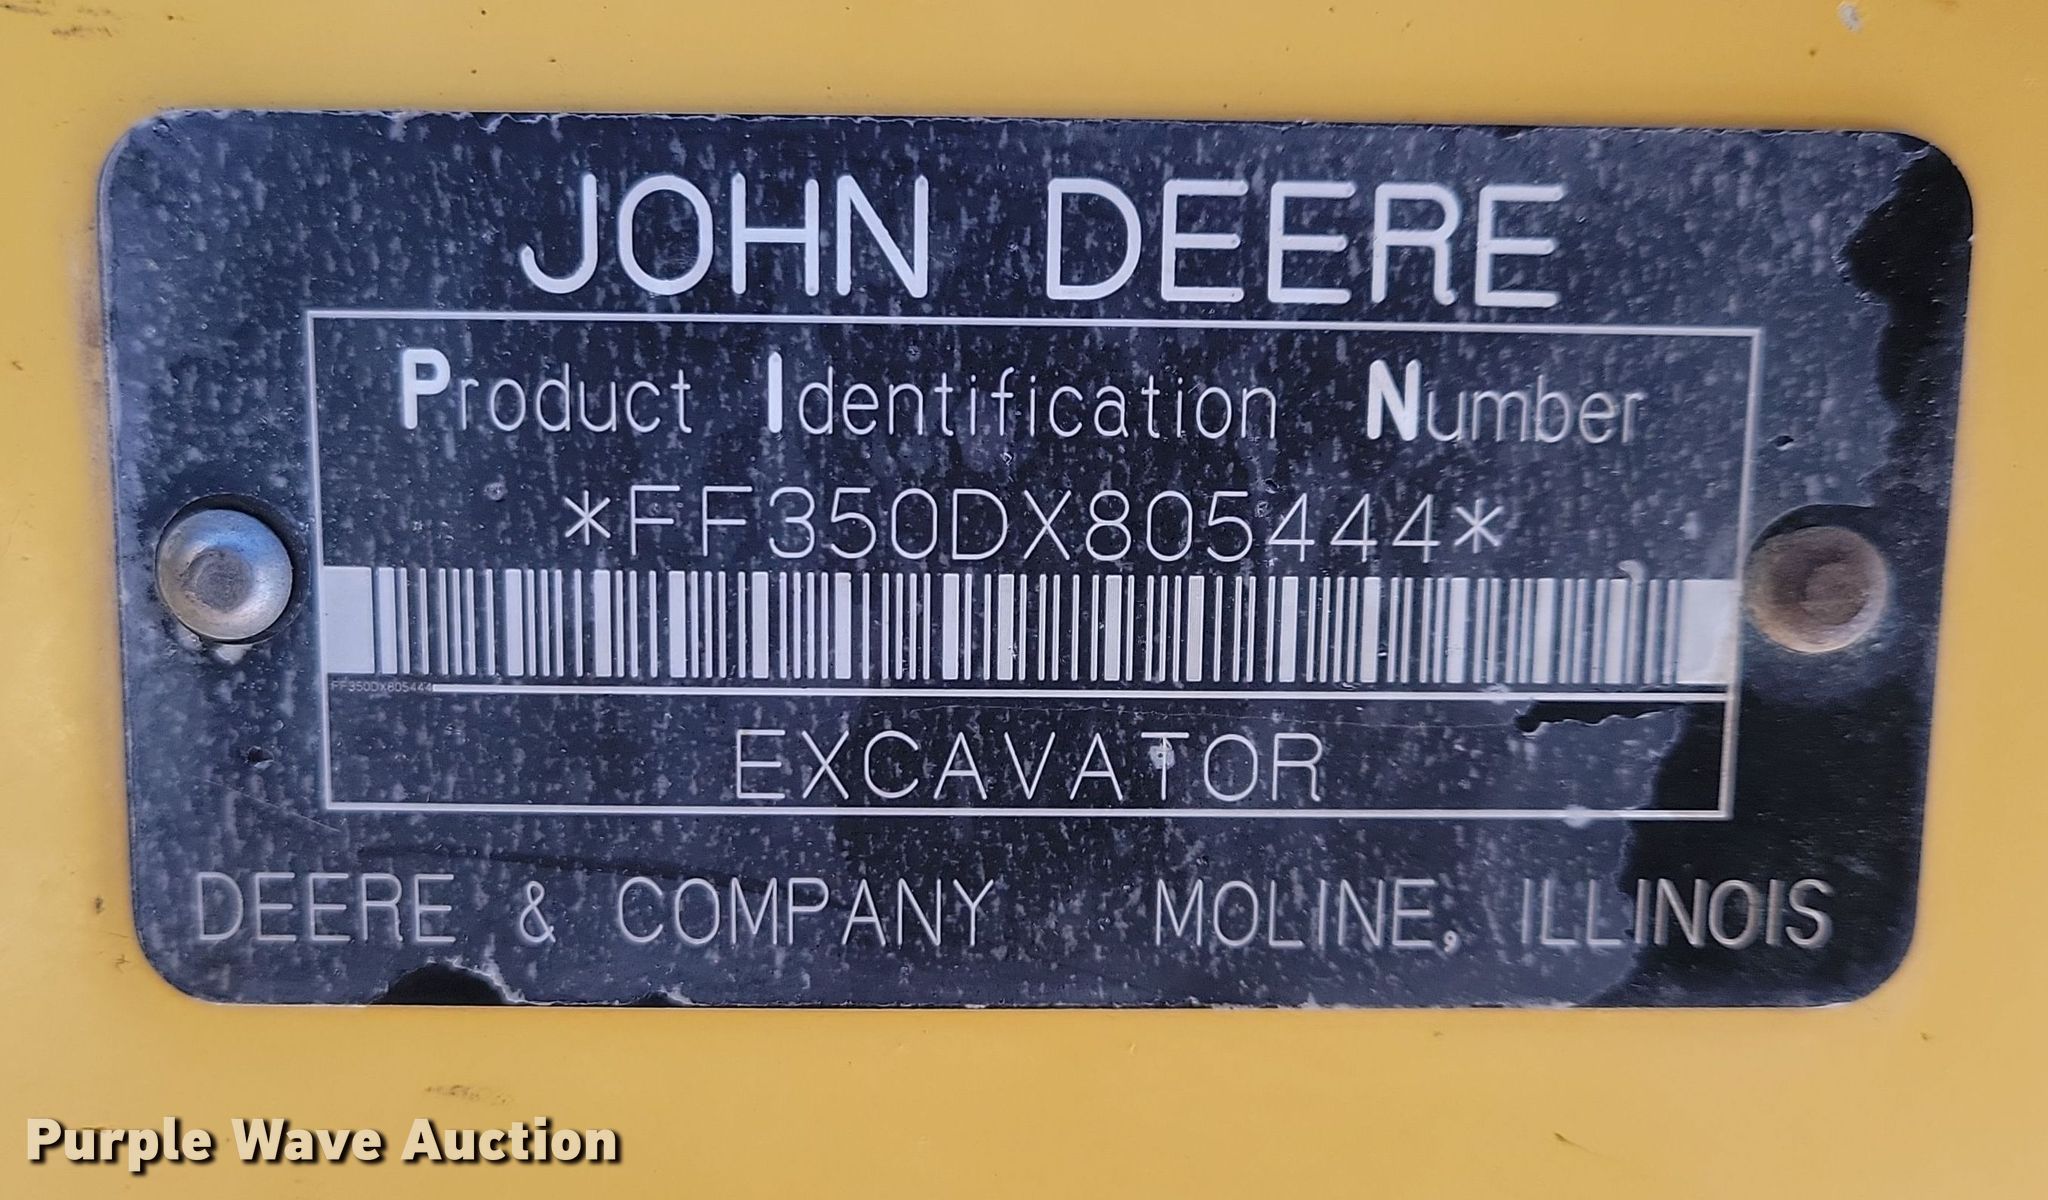 JOHN DEERE
Product Identification Number
*FF350DX805444*
FF350DX805444
EXCAVATOR
DEERE & COMPANY MOLINE, ILLINOIS
Purple Wave Auction